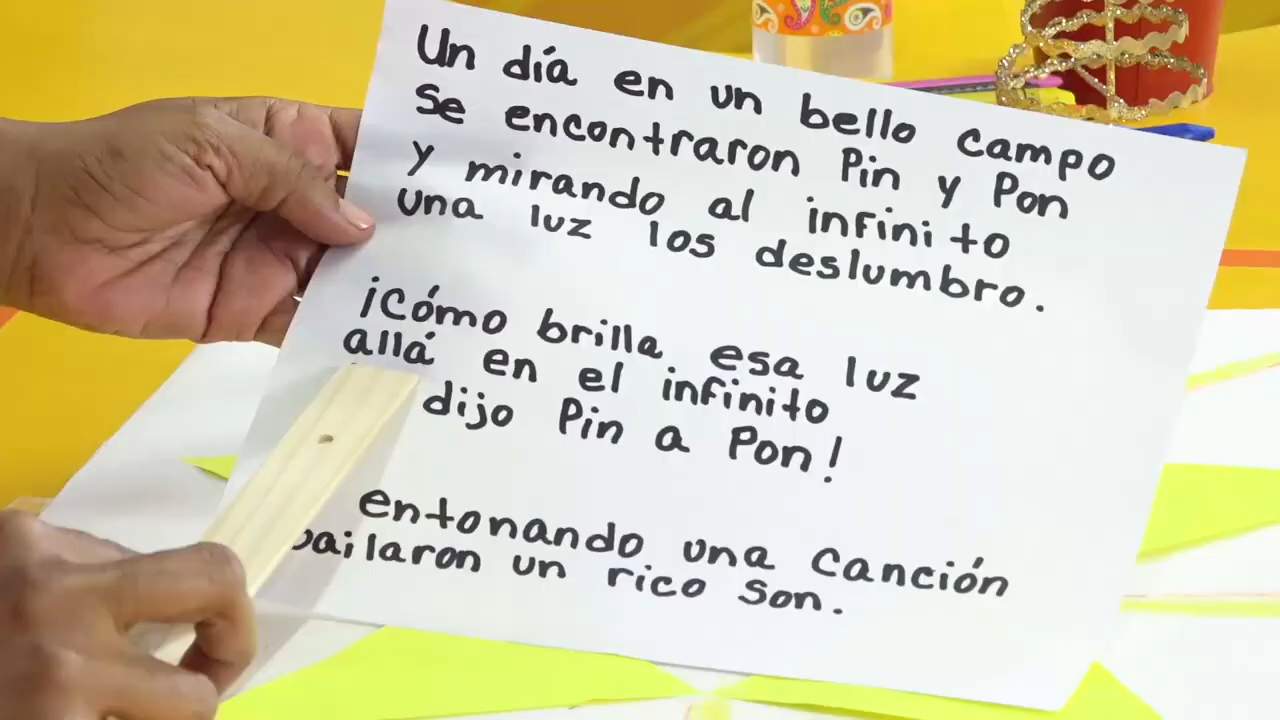 Un día en un bello campo
se encontraron Pin y Pon
y mirando al infinito
una luz los deslumbro.
¡Cómo brilla esa luz
allá en el infinito
dijo Pin a Pon!
entonando una canción
bailaron un rico son.